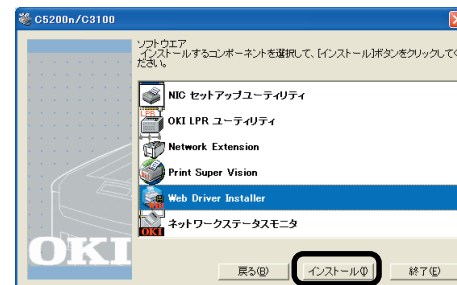 C5200n/C3100
ソフトウエア
インストールするコンポーネントを選択して、[インストール]ボタンをクリックしてく
ださい。
NIC セットアップユーティリティ
LPR
OKI LPR ユーティリティ
Network Extension
Print Super Vision
Web Driver Installer
ネットワークステータスモニタ
OKI
OKI
戻る(B)
インストール(I)
終了(E)